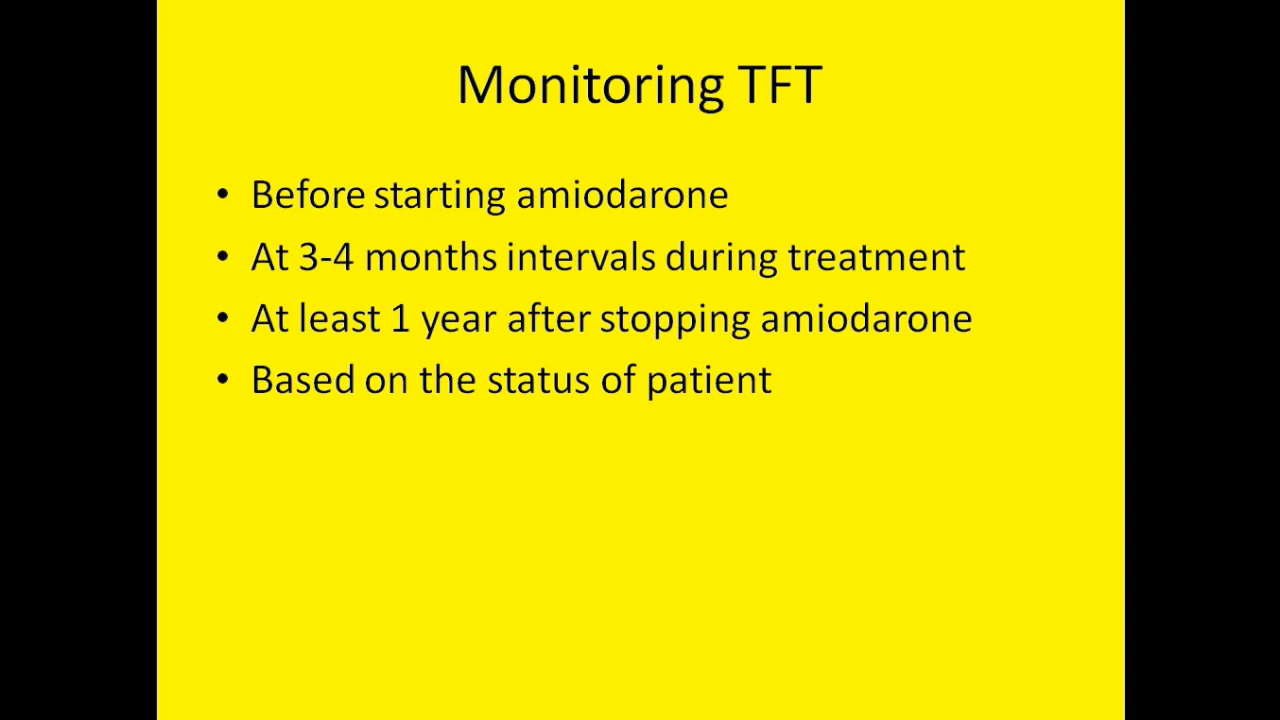 Monitoring TFT
• Before starting amiodarone
• At 3-4 months intervals during treatment
• At least 1 year after stopping amiodarone
• Based on the status of patient